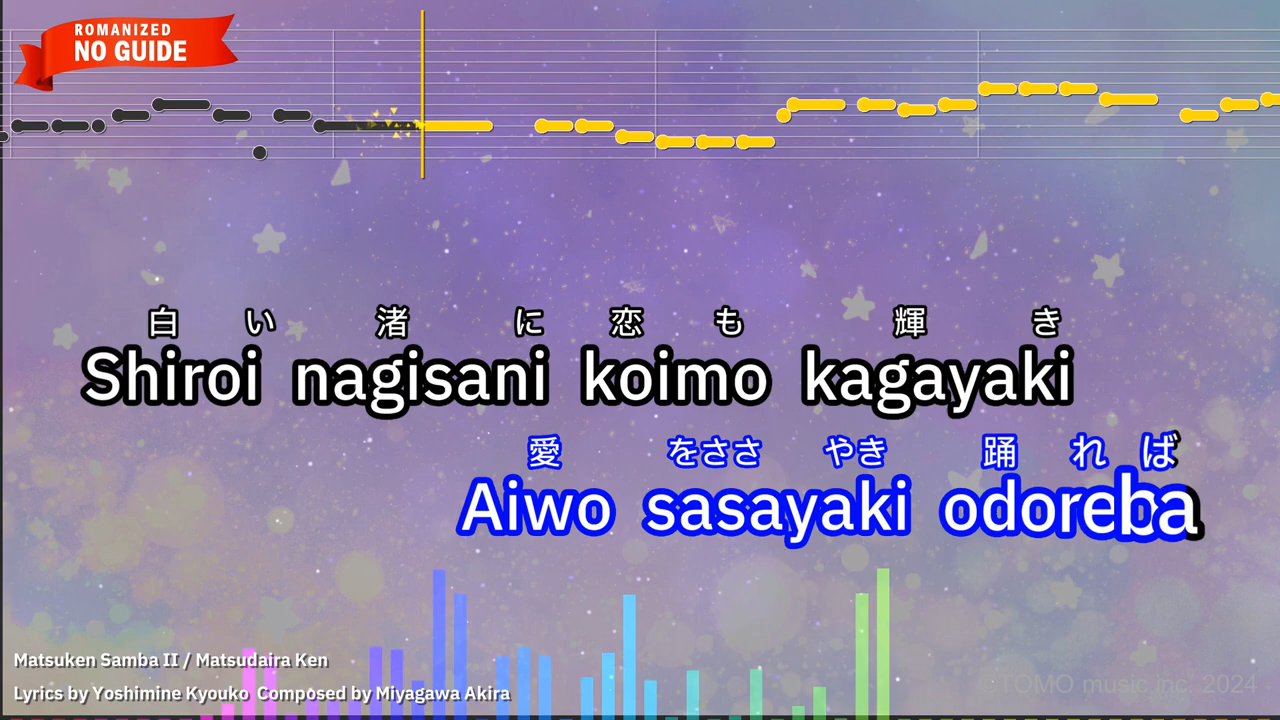 ROMANIZED
NO GUIDE
白い 渚に 恋も 輝き
Shiroi nagisani koimo kagayaki
愛 をささ やき 踊れば
Aiwo sasayaki odoreba
Matsuken Samba II / Matsudaira Ken
Lyrics by Yoshimine Kyouko Composed by Miyagawa Akira
TOMO music inc. 2024